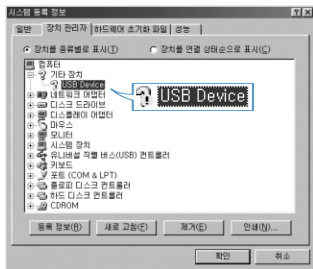 시스템 등록 정보
일반 장치 관리자 하드웨어 초기화 파일 성능
장치를 종류별로 표시(T) 장치를 연결 상태순으로 표시(C)
컴퓨터
기타 장치
USB Device
USB Device
네트워크 어댑터
디스크 드라이브
디스플레이 어댑터
마우스
모니터
시스템 장치
유니버설 직렬 버스(USB) 컨트롤러
키보드
포트 (COM & LPT)
플로피 디스크 컨트롤러
하드 디스크 컨트롤러
CDROM
등록 정보(R) 새로 고침(F) 제거(E) 인쇄(N)...
확인 취소